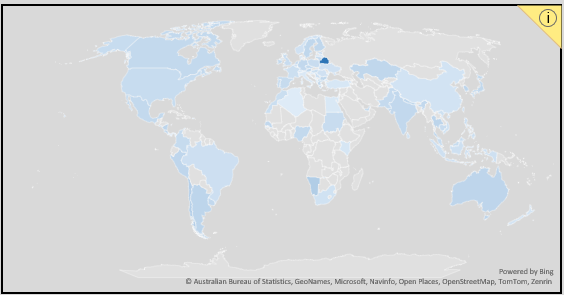 i
Powered by Bing
© Australian Bureau of Statistics, GeoNames, Microsoft, Navinfo, Open Places, OpenStreetMap, TomTom, Zenrin